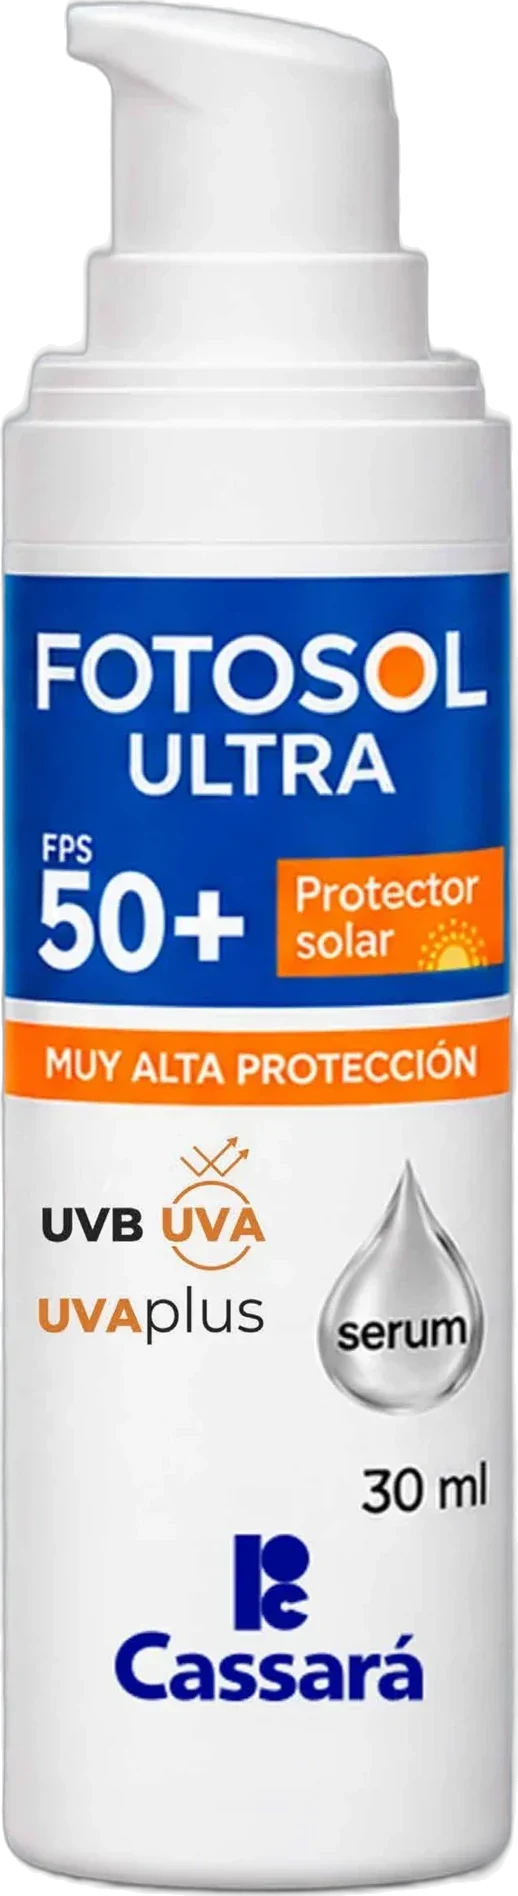 FOTOSOL
ULTRA
FPS
50+
Protector
solar
MUY ALTA PROTECCIÓN
UVB UVA
UVAplus
serum
30 ml
Cassará